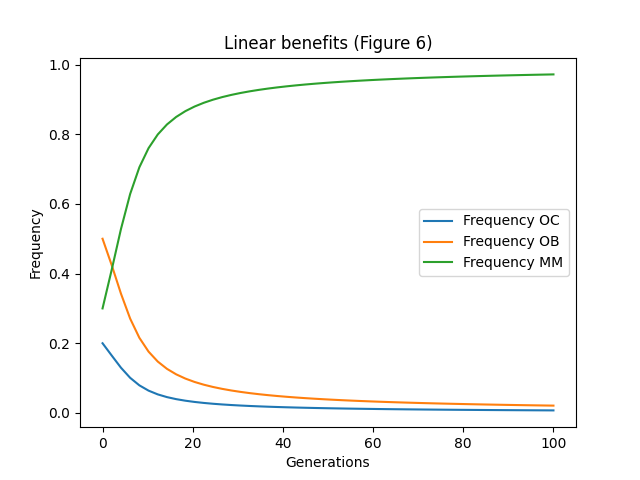 Linear benefits (Figure 6)
1.0
0.8
0.6
0.4
0.2
0.0
Frequency
Frequency OC
Frequency OB
Frequency MM
0 20 40 60 80 100
Generations